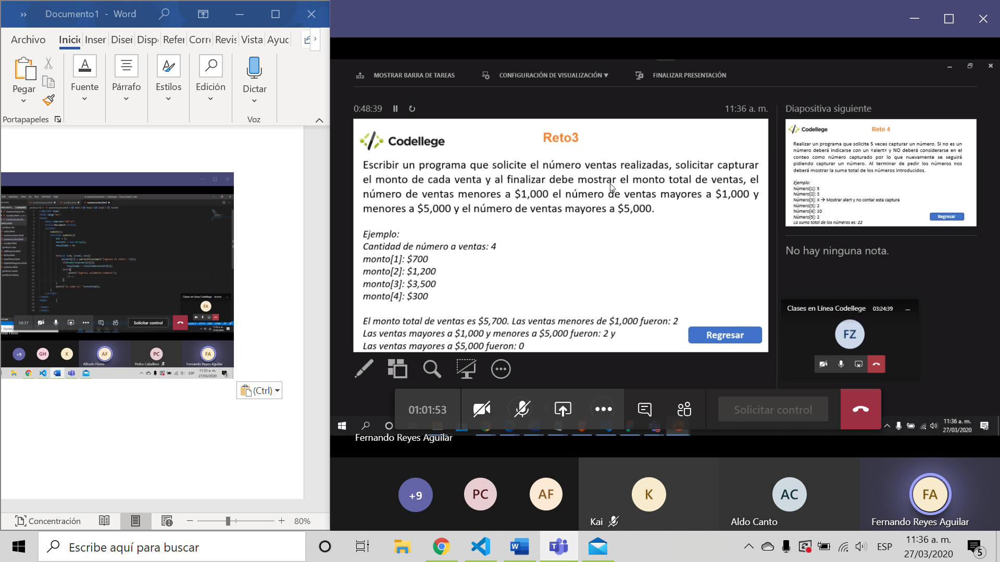 Documento1 - Word
Archivo
Inicio
Inser
Diseí
Dispo
Refer
Corre
Revis
Vista
Ayuc
Pegar
Fuente
Párrafo
Estilos
Edición
Dictar
Portapapeles
Voz
58:37
Solicitar control
Clases en Línea Codellege
FA
+9
GH
K
AF
PC
FA
Alfredo Flores
Pedro Caballero
Fernando Reyes Aguilar
ESP
11:33 a. m.
27/03/2020
(Ctrl)
Concentración
80%
MOSTRAR BARRA DE TAREAS
CONFIGURACIÓN DE VISUALIZACIÓN
FINALIZAR PRESENTACIÓN
0:48:39
11:36 a. m.
Codellege
Reto3
Escribir un programa que solicite el número ventas realizadas, solicitar capturar
el monto de cada venta y al finalizar debe mostrar el monto total de ventas, el
número de ventas menores a $1,000 el número de ventas mayores a $1,000 y
menores a $5,000 y el número de ventas mayores a $5,000.
Ejemplo:
Cantidad de número a ventas: 4
monto[1]: $700
monto[2]: $1,200
monto[3]: $3,500
monto[4]: $300
El monto total de ventas es $5,700. Las ventas menores de $1,000 fueron: 2
Las ventas mayores a $1,000 y menores a $5,000 fueron: 2 y
Las ventas mayores a $5,000 fueron: 0
Regresar
Diapositiva siguiente
Codellege
Reto 4
Realizar un programa que solicite 5 veces capturar un número. Si no es un
número deberá indicarse con un «alert» y NO deberá considerarse en el
conteo como número capturado por lo que nuevamente se seguirá
pidiendo capturar un número. Al terminar de pedir los números nos
deberá mostrar la suma total de los números introducidos.
Ejemplo:
Número[1]: 5
Número[2]: 3
Número[3]: X → Mostrar alert y no contar esta captura
Número[3]: 2
Número[4]: 10
Número[5]: 2
La suma total de los números es: 22
Regresar
No hay ninguna nota.
Clases en Línea Codellege
03:24:39
FZ
01:01:53
Solicitar control
11:36 a. m.
27/03/2020
Fernando Reyes Aguilar
+9
PC
AF
K
AC
FA
Kai
Aldo Canto
Fernando Reyes Aguilar
Escribe aquí para buscar
ESP
11:36 a. m.
27/03/2020
5